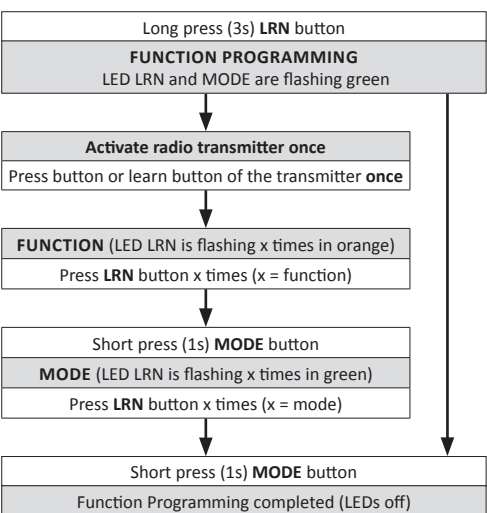 Long press (3s) LRN button
FUNCTION PROGRAMMING
LED LRN and MODE are flashing green
Activate radio transmitter once
Press button or learn button of the transmitter once
FUNCTION (LED LRN is flashing x times in orange)
Press LRN button x times (x = function)
Short press (1s) MODE button
MODE (LED LRN is flashing x times in green)
Press LRN button x times (x = mode)
Short press (1s) MODE button
Function Programming completed (LEDs off)